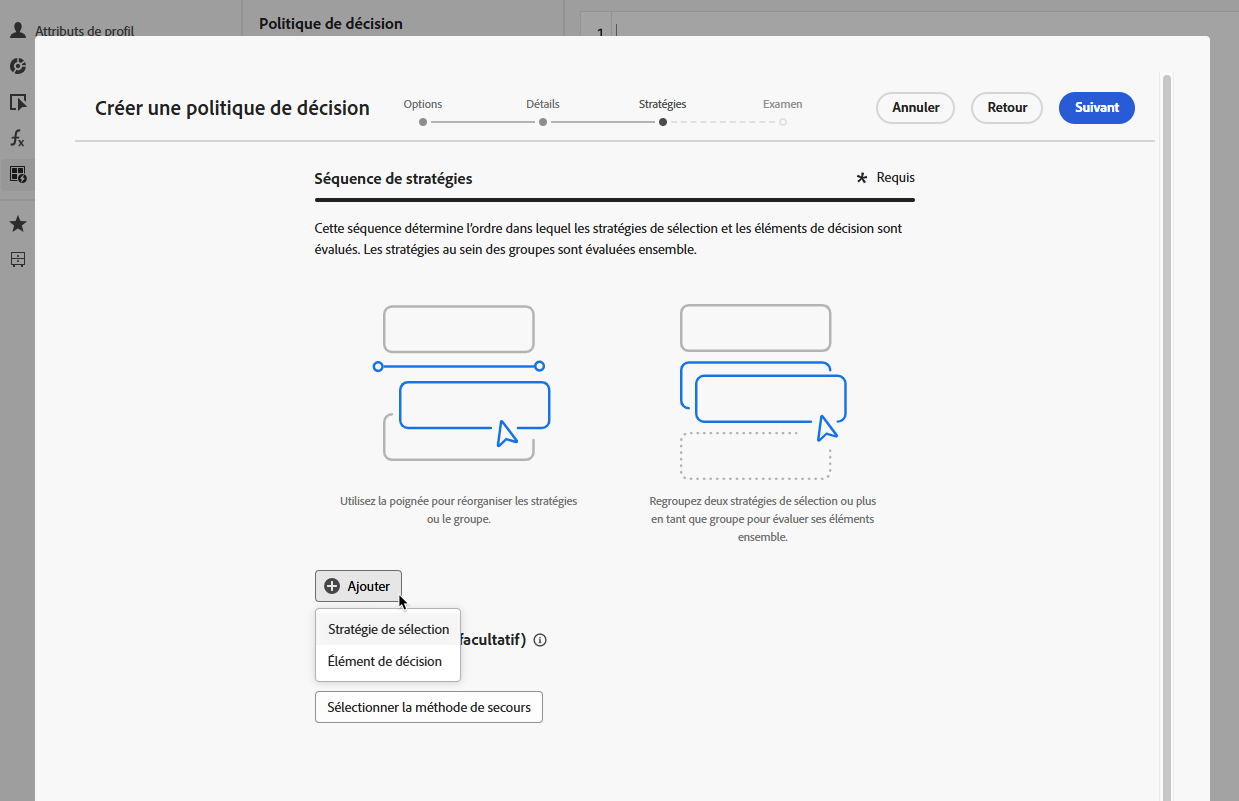 Attributs de profil
Politique de décision
1
Créer une politique de décision
Options
Détails
Stratégies
Examen
Annuler
Retour
Suivant
Séquence de stratégies
* Requis
Cette séquence détermine l'ordre dans lequel les stratégies de sélection et les éléments de décision sont
évalués. Les stratégies au sein des groupes sont évaluées ensemble.
Utilisez la poignée pour réorganiser les stratégies
ou le groupe.
Regroupez deux stratégies de sélection ou plus
en tant que groupe pour évaluer ses éléments
ensemble.
Ajouter
Stratégie de sélection
Élément de décision
facultatif)
Sélectionner la méthode de secours